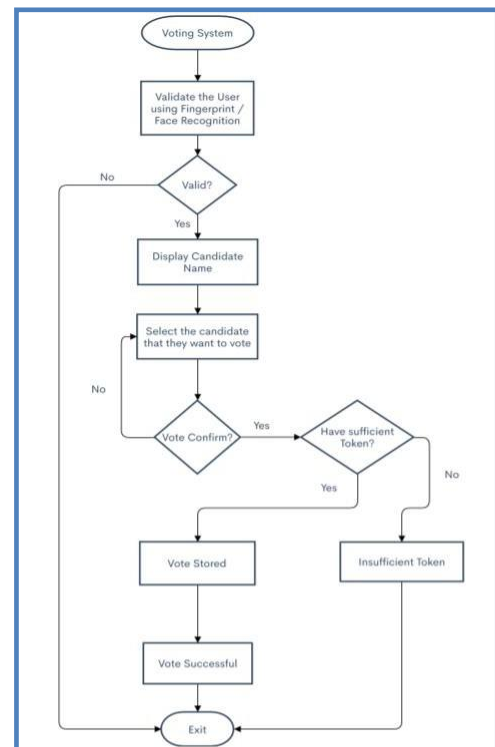 Voting System
Validate the User
using Fingerprint /
Face Recognition
No
Valid?
Yes
Display Candidate
Name
Select the candidate
that they want to vote
No
Vote Confirm?
Yes
Have sufficient
Token?
Yes
No
Vote Stored
Insufficient Token
Vote Successful
Exit